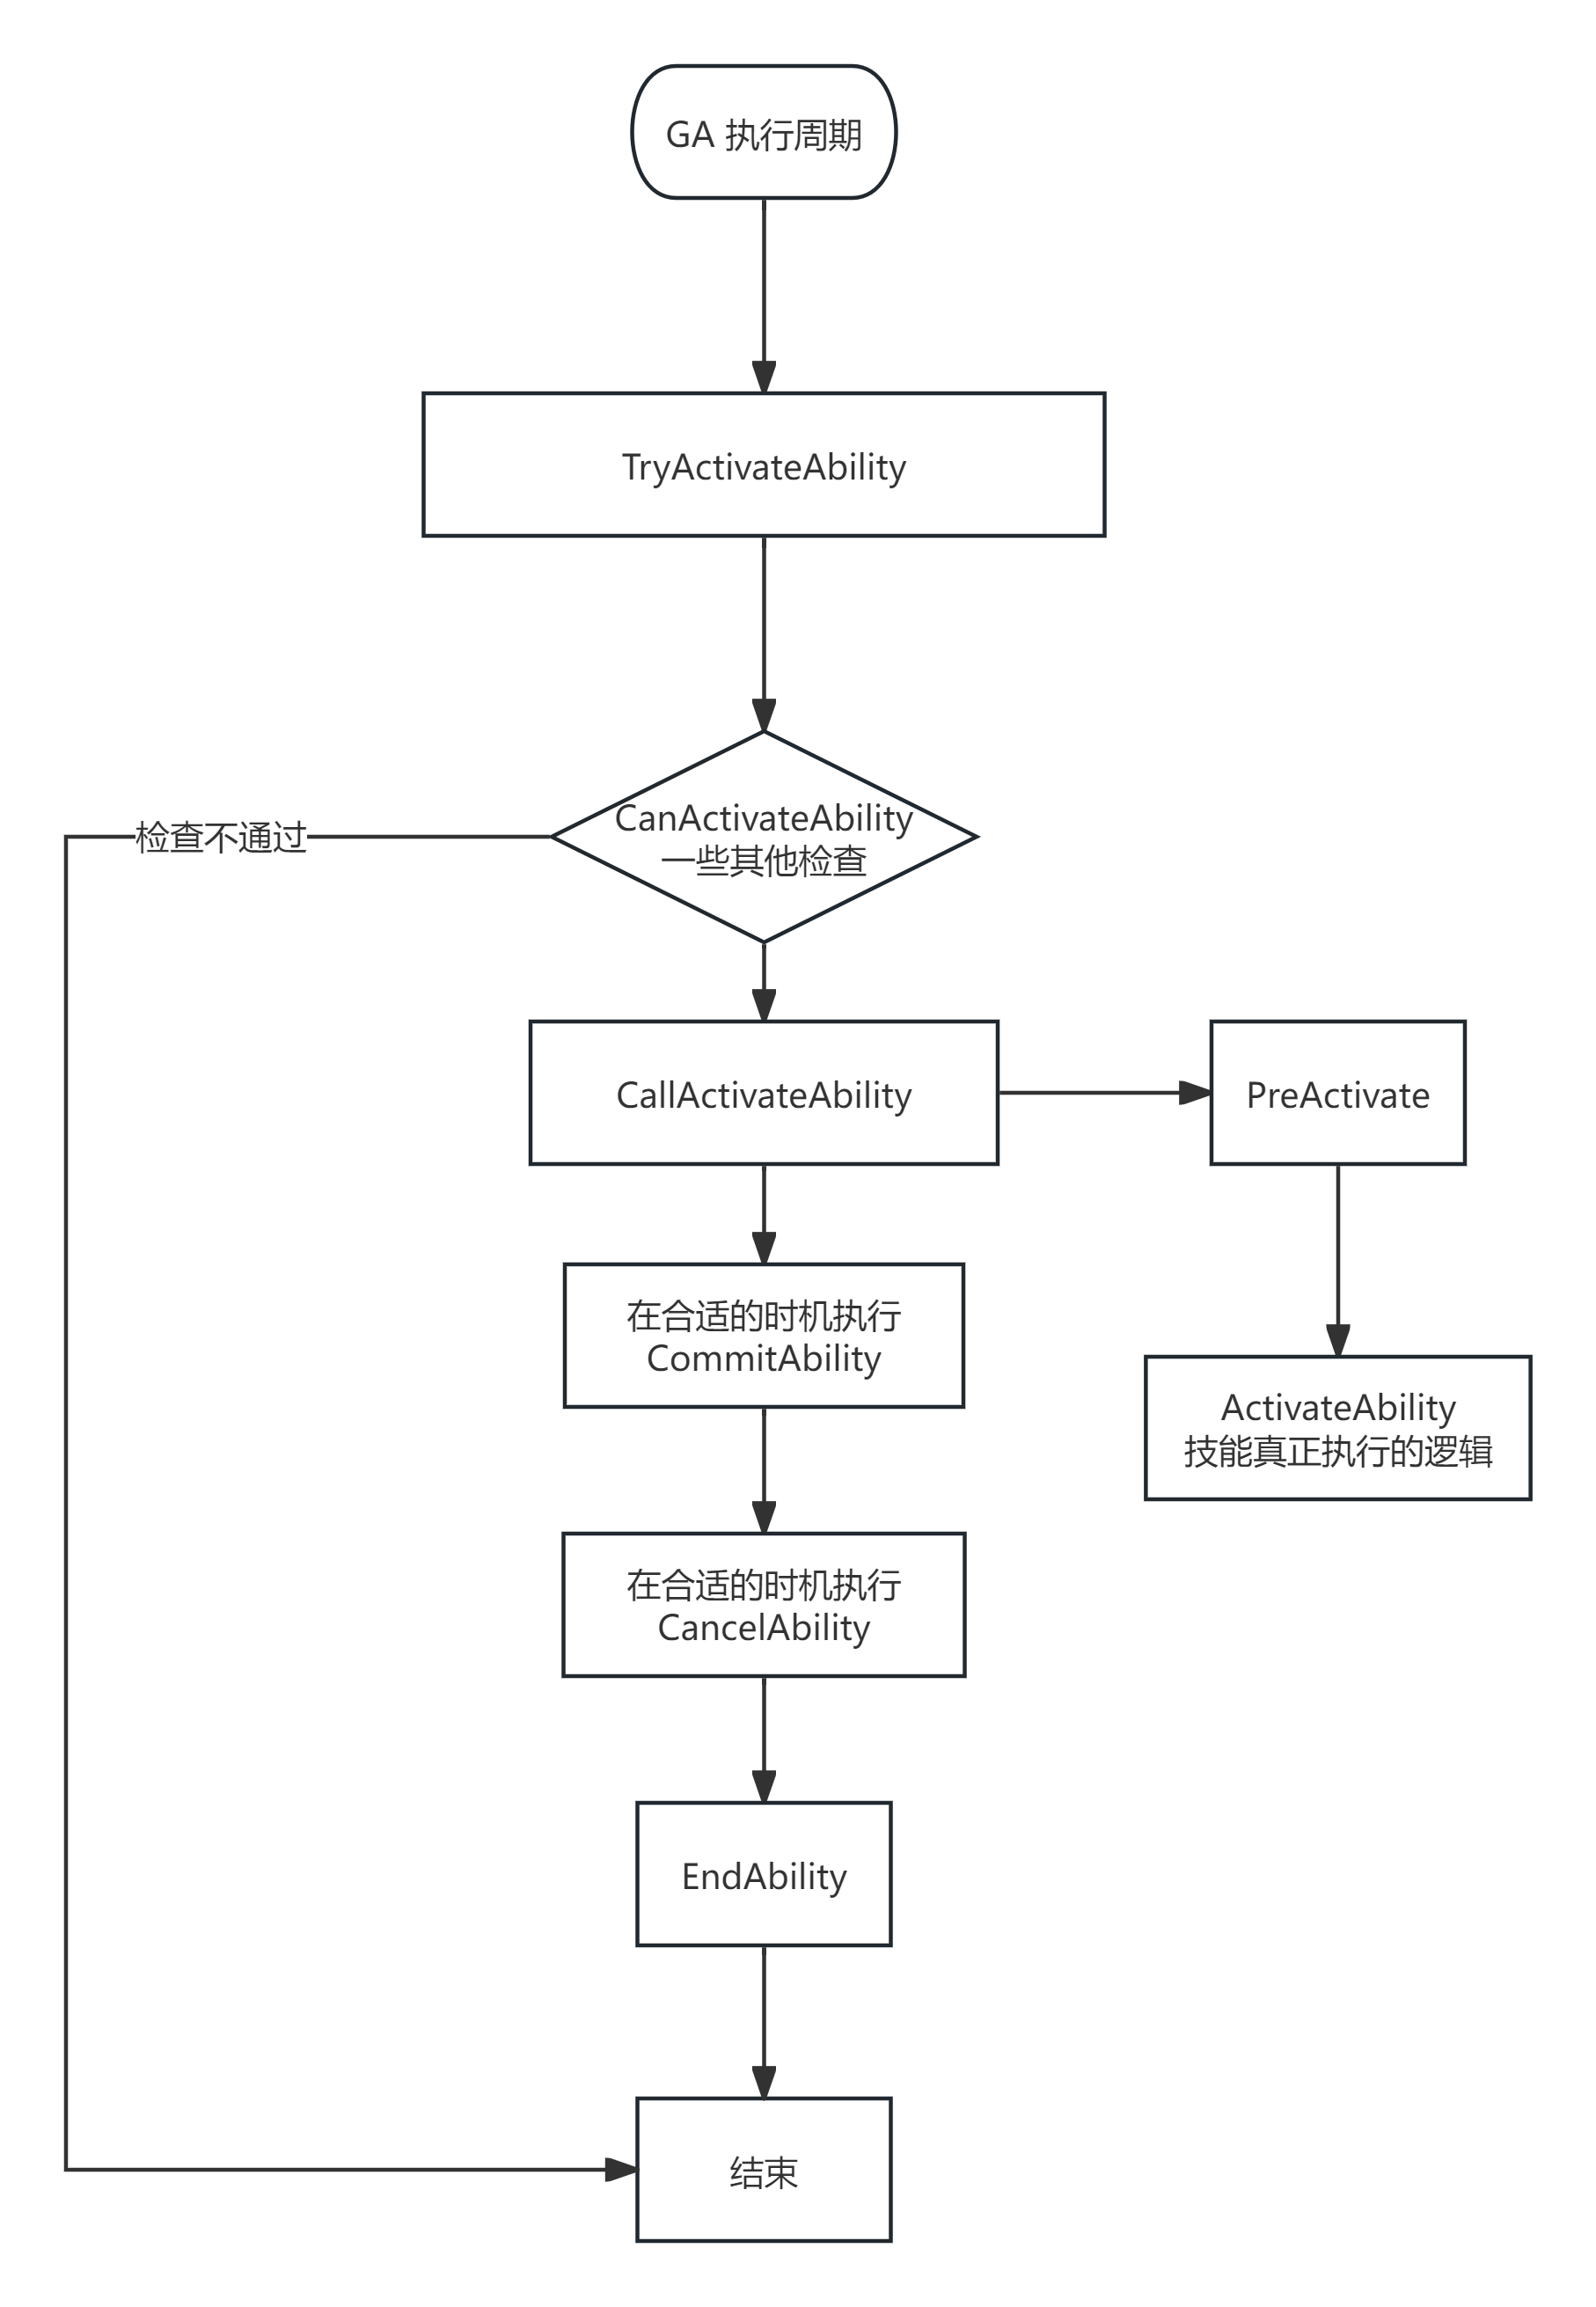 GA 执行周期
TryActivateAbility
CanActivateAbility
一些其他检查
检查不通过
CallActivateAbility
PreActivate
在合适的时机执行
CommitAbility
ActivateAbility
技能真正执行的逻辑
在合适的时机执行
CancelAbility
EndAbility
结束